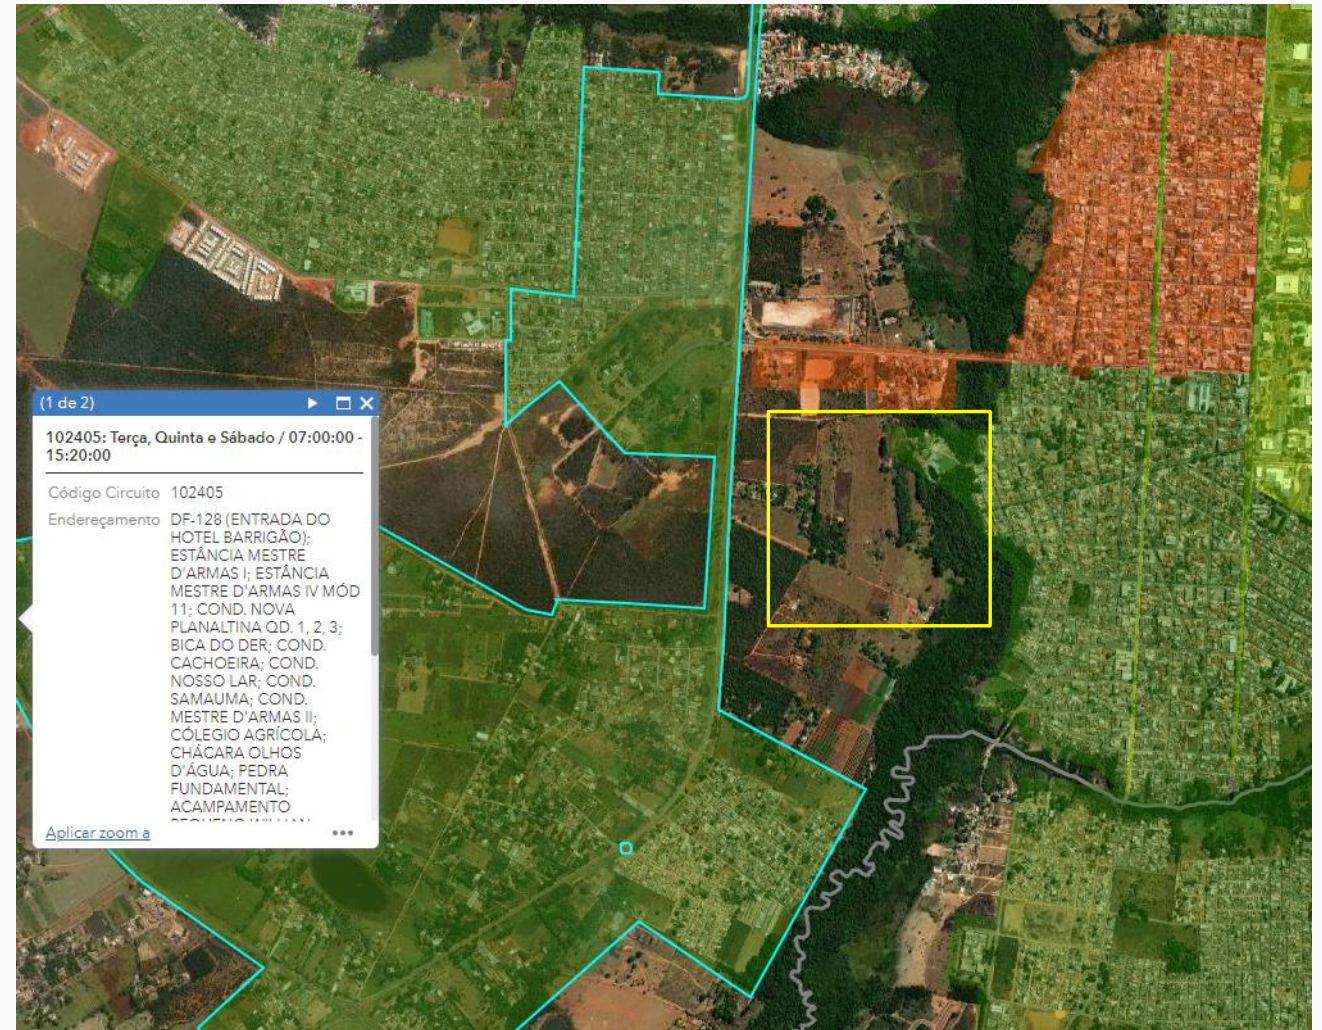 (1 de 2)
102405: Terça, Quinta e Sábado / 07:00:00 -
15:20:00
Código Circuito 102405
Endereçamento DF-128 (ENTRADA DO
HOTEL BARRIGÃO);
ESTÂNCIA MESTRE
D'ARMAS I; ESTÂNCIA
MESTRE D'ARMAS IV MÓD
11; COND. NOVA
PLANALTINA QD. 1, 2, 3;
BICA DO DER; COND.
CACHOEIRA; COND.
NOSSO LAR; COND.
SAMAUMA; COND.
MESTRE D'ARMAS II;
CÓLEGIO AGRÍCOLA;
CHÁCARA OLHOS
D'ÁGUA; PEDRA
FUNDAMENTAL;
ACAMPAMENTO
Aplicar zoom a